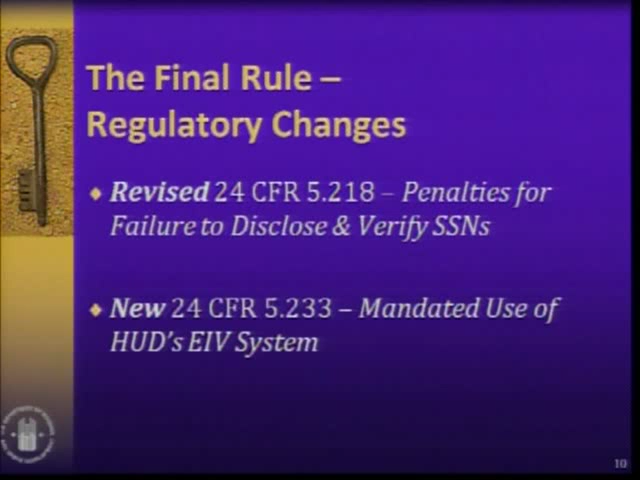 The Final Rule –
Regulatory Changes
♦ Revised 24 CFR 5.218 – Penalties for
Failure to Disclose & Verify SSNs
♦ New 24 CFR 5.233 – Mandated Use of
HUD's EIV System
10